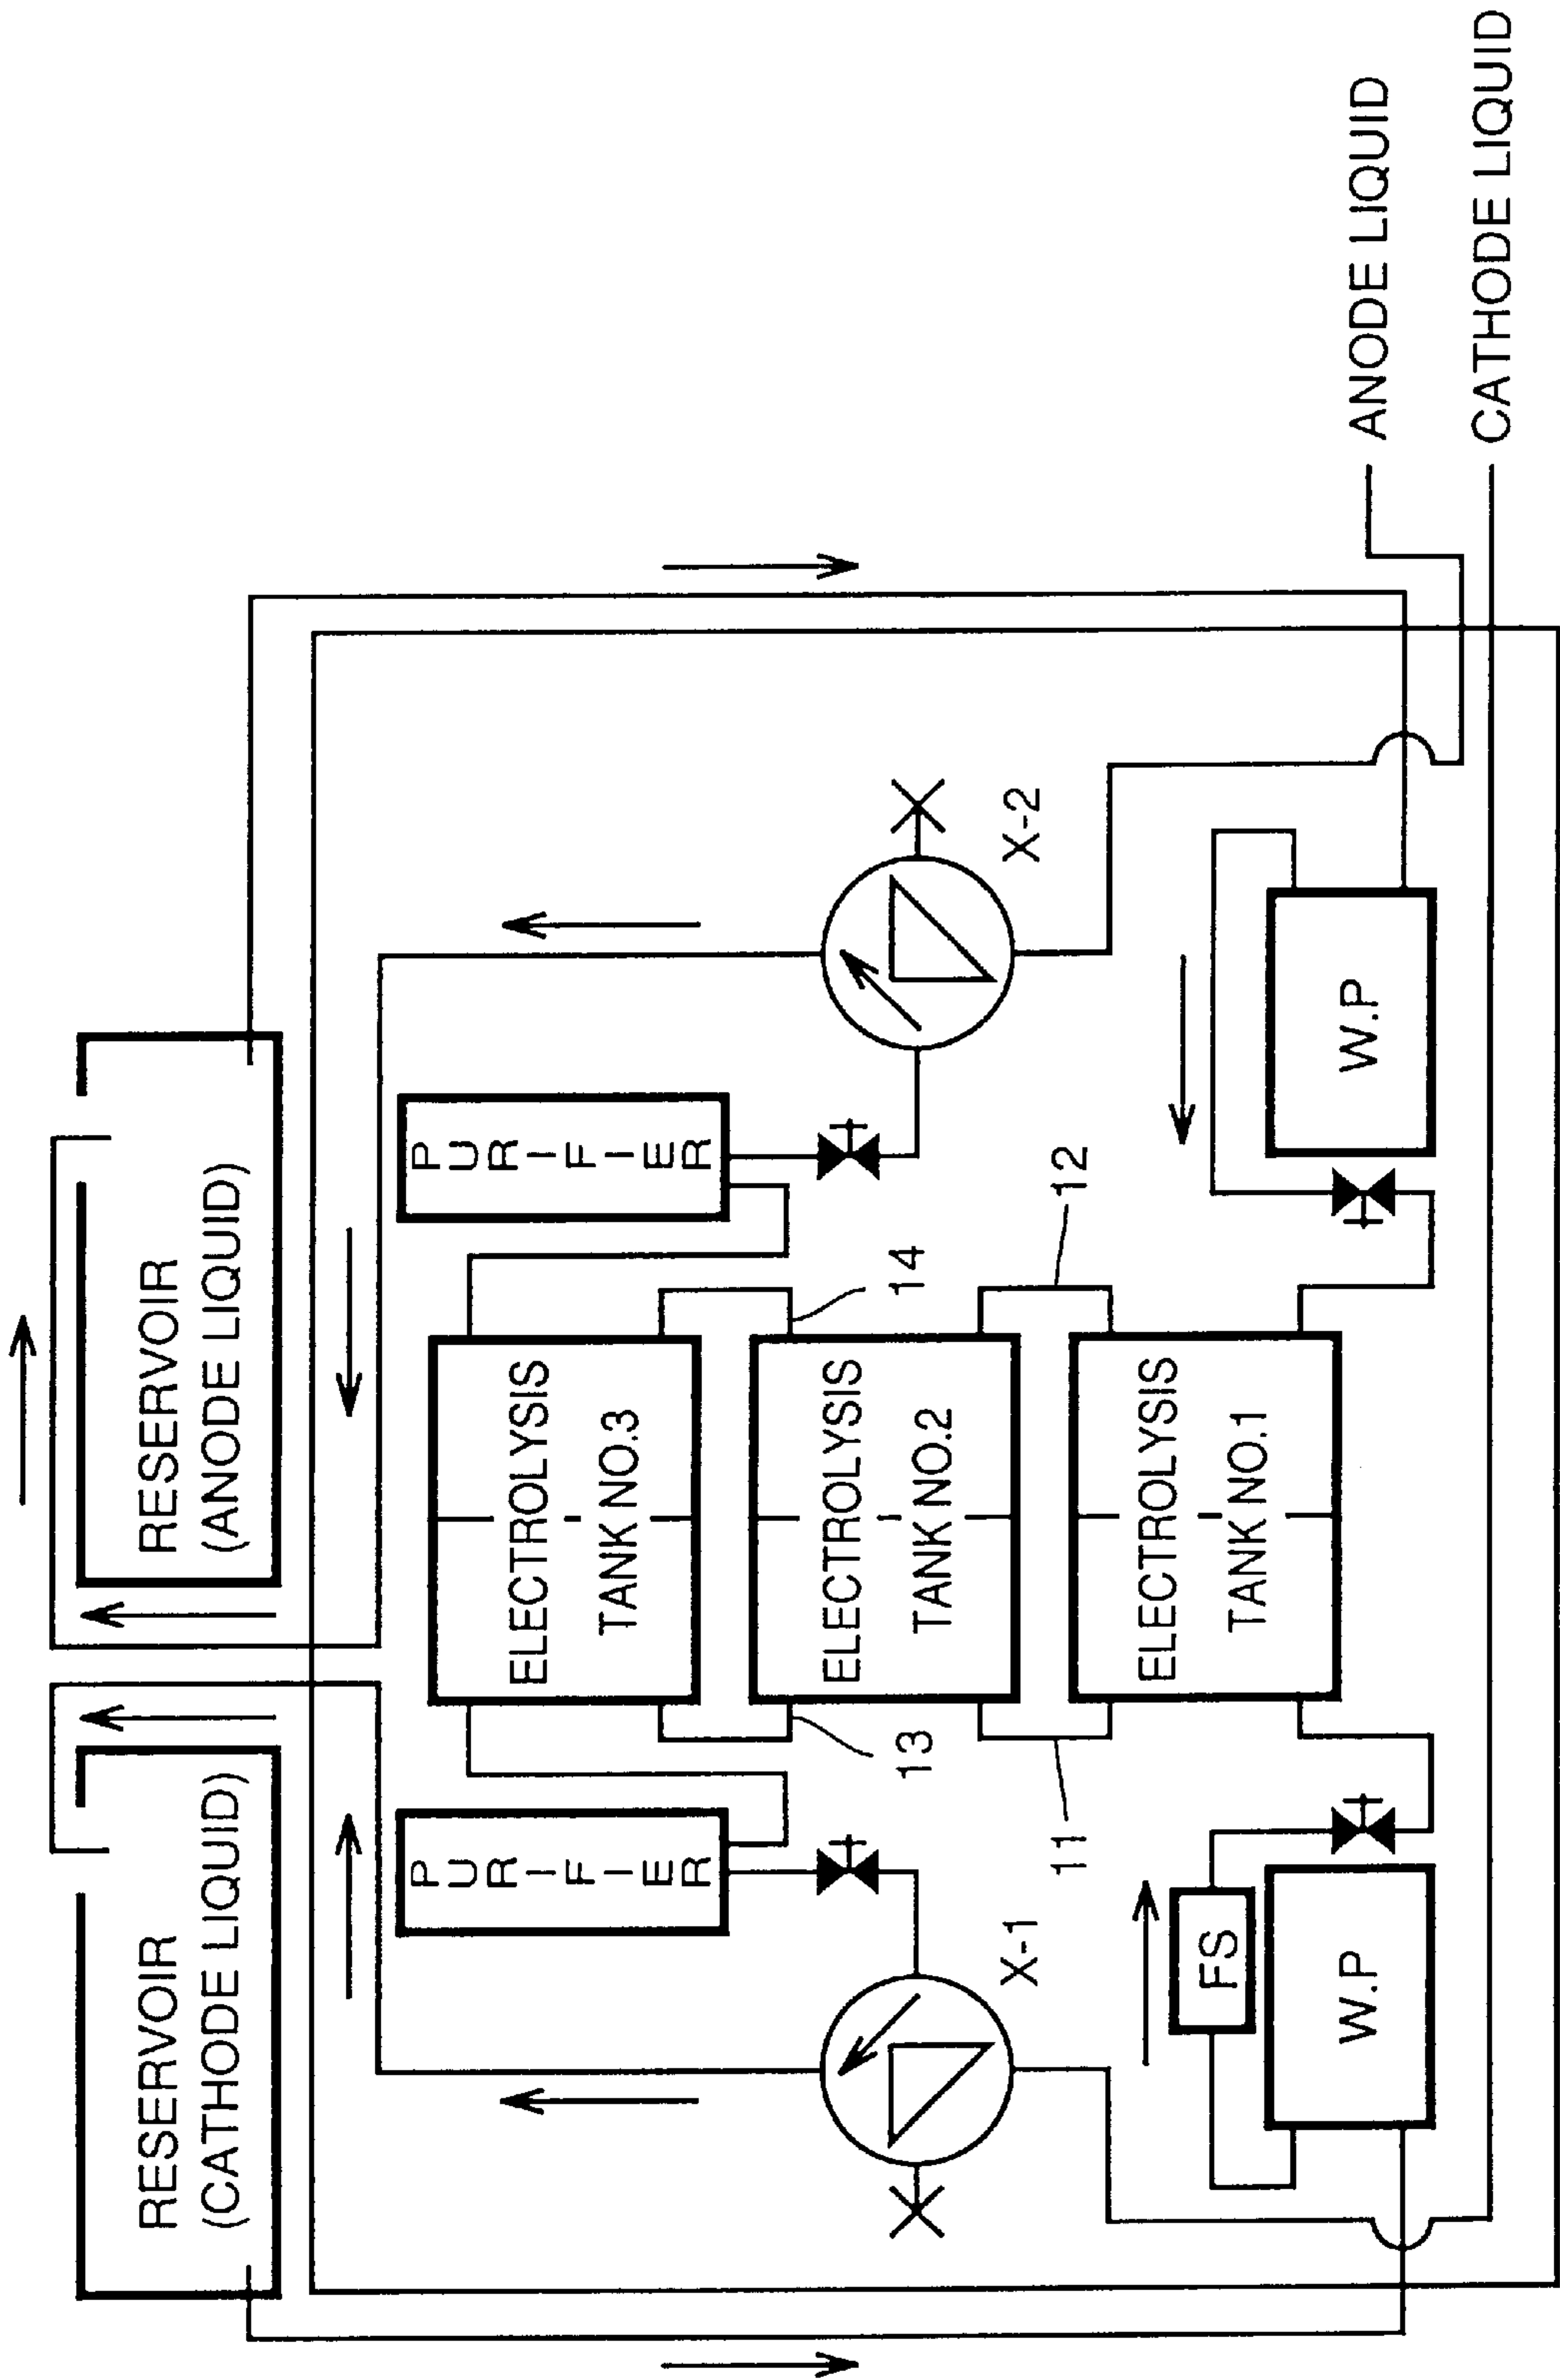 RESERVOIR
(CATHODE LIQUID)
RESERVOIR
(ANODE LIQUID)
PURIFIER
PURIFIER
ELECTROLYSIS
TANK NO.3
13
14
ELECTROLYSIS
TANK NO.2
X-1
X-2
11
12
ELECTROLYSIS
TANK NO.1
FS
W.P
W.P
ANODE LIQUID
CATHODE LIQUID